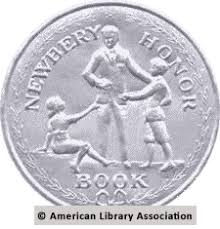 NEWBERY HONOR
BOOK
© American Library Association